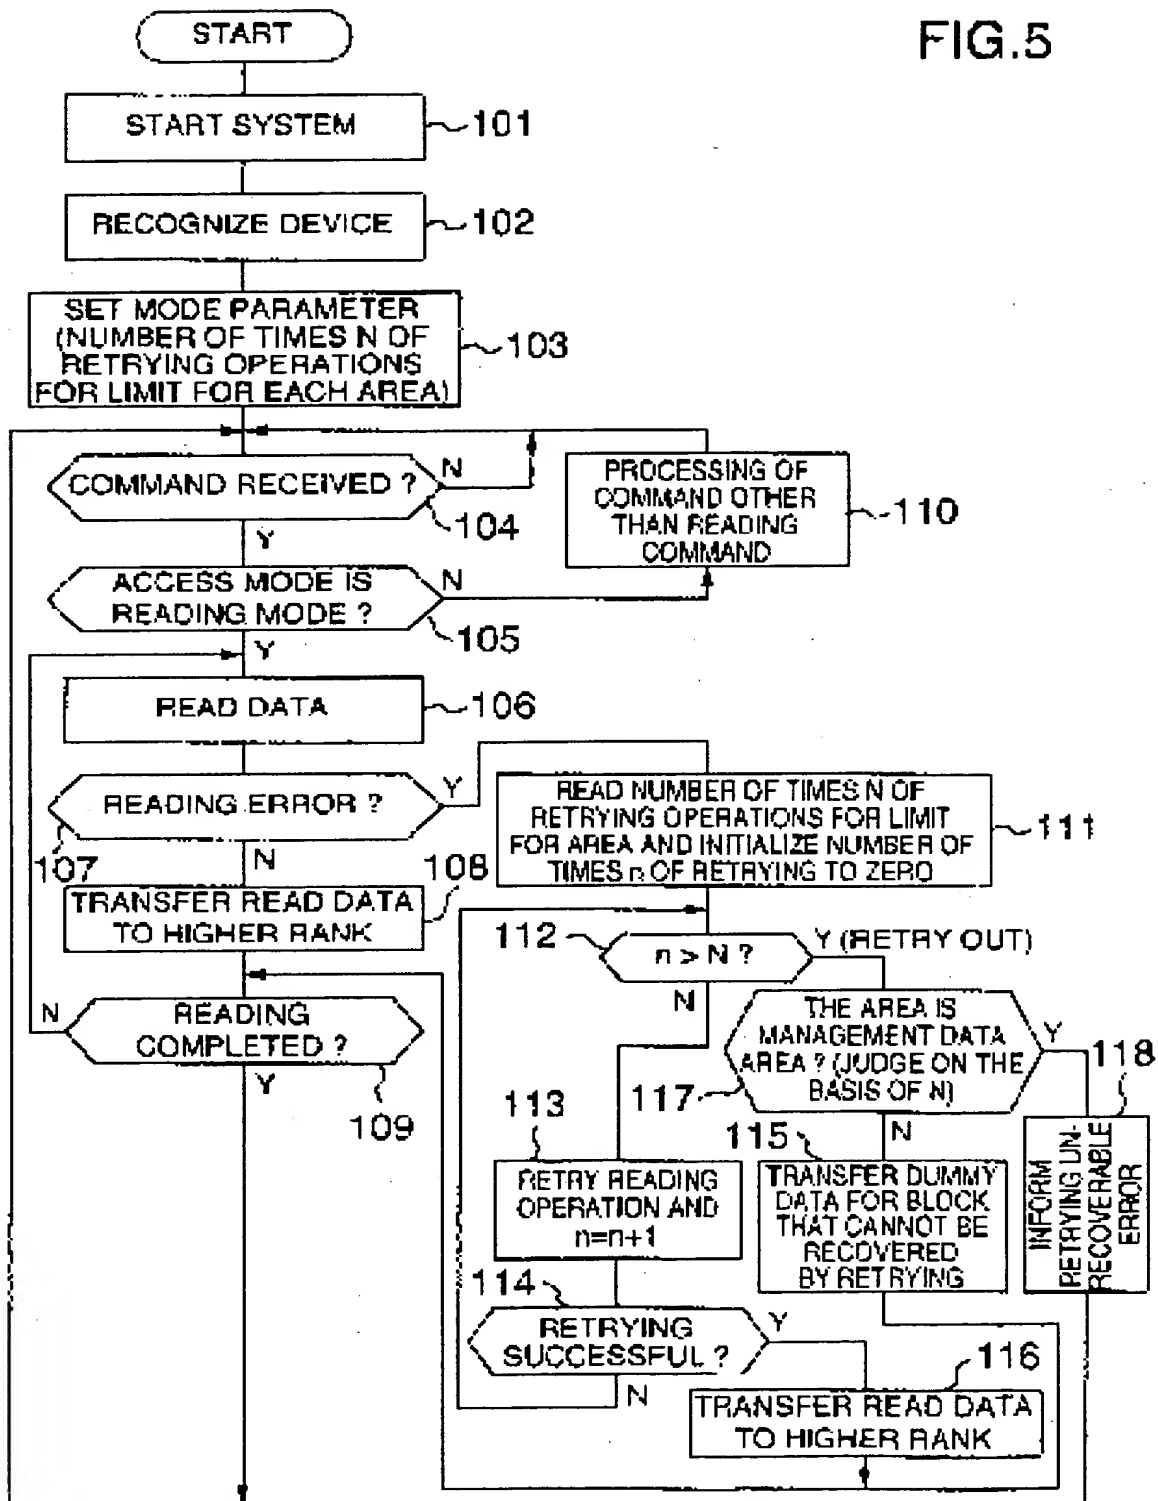 START
FIG.5
START SYSTEM
101
RECOGNIZE DEVICE
102
SET MODE PARAMETER
(NUMBER OF TIMES N OF
RETRYING OPERATIONS
FOR LIMIT FOR EACH AREA)
103
COMMAND RECEIVED ?
N
104
Y
PROCESSING OF
COMMAND OTHER
THAN READING
COMMAND
110
ACCESS MODE IS
READING MODE ?
N
105
Y
READ DATA
106
READING ERROR ?
Y
107
N
READ NUMBER OF TIMES N OF
RETRYING OPERATIONS FOR LIMIT
FOR AREA AND INITIALIZE NUMBER OF
TIMES n OF RETRYING TO ZERO
111
108
TRANSFER READ DATA
TO HIGHER RANK
112
n > N ?
Y (RETRY OUT)
N
READING
COMPLETED ?
N
Y
109
THE AREA IS
MANAGEMENT DATA
AREA ? (JUDGE ON THE
BASIS OF N)
Y
117
N
118
INFORM
RETRYING UN-
RECOVERABLE
ERROR
113
RETRY READING
OPERATION AND
n=n+1
115
TRANSFER DUMMY
DATA FOR BLOCK
THAT CANNOT BE
RECOVERED
BY RETRYING
114
RETRYING
SUCCESSFUL ?
Y
N
116
TRANSFER READ DATA
TO HIGHER RANK